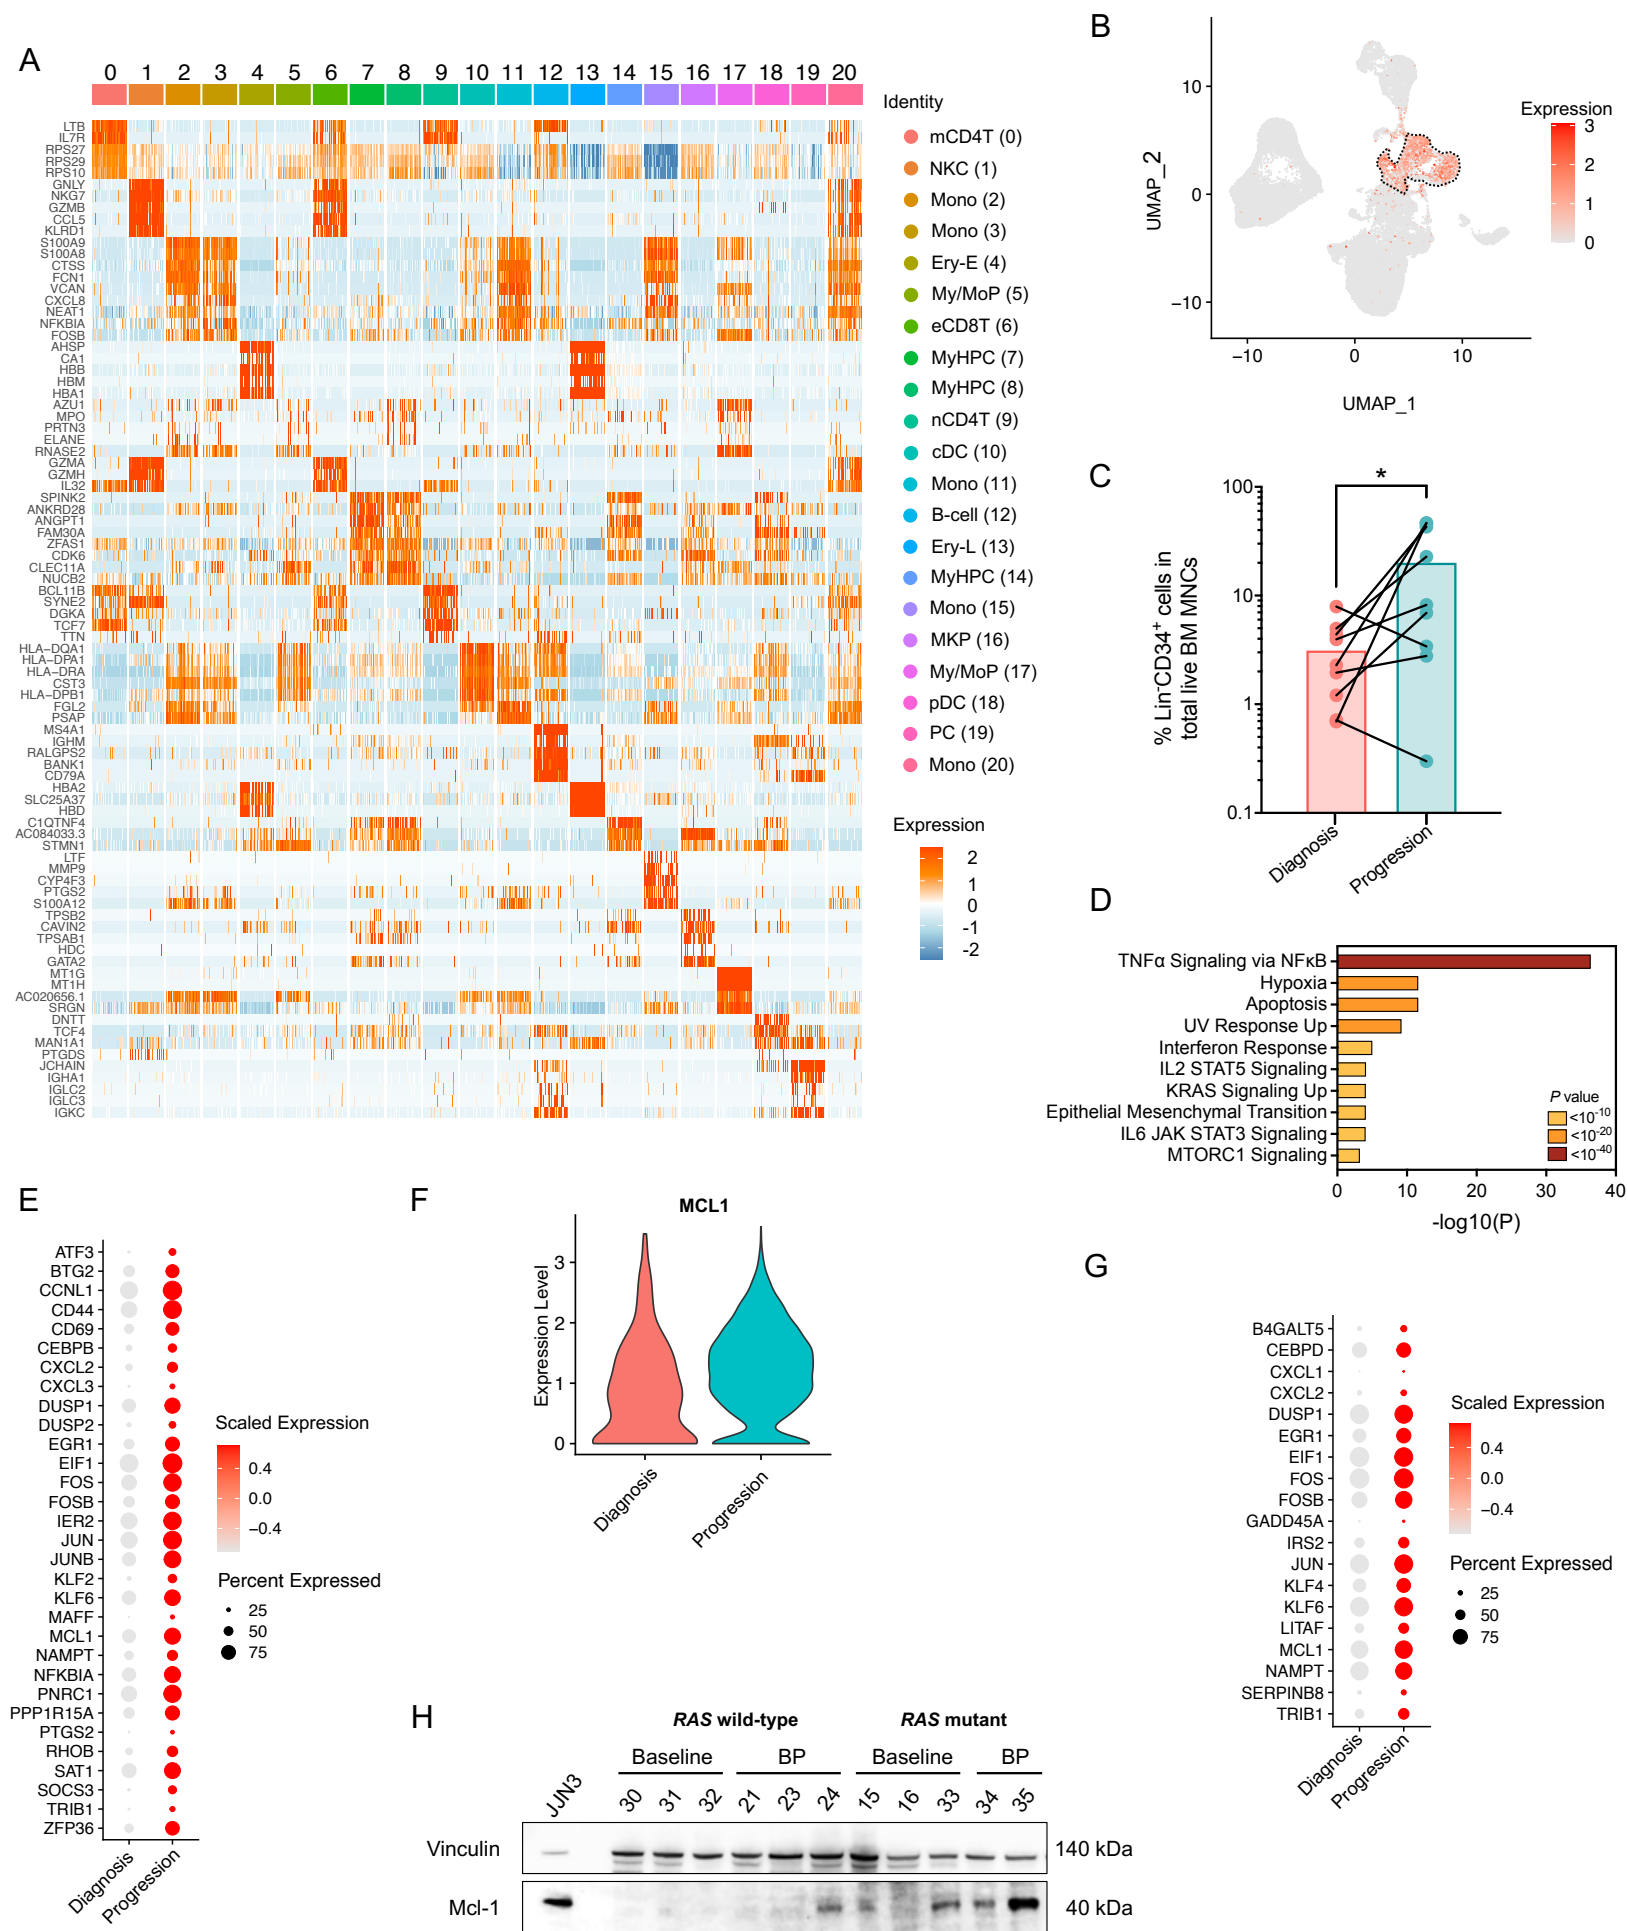 A
0 1 2 3 4 5 6 7 8 9 10 11 12 13 14 15 16 17 18 19 20
LTB
IL7R
RPS27
RPS29
RPS10
GNLY
NKG7
GZMB
CCL5
KLRD1
S100A9
S100A8
CTSS
FCN1
VCAN
CXCL8
NEAT1
NFKBIA
FOSB
AHSP
CA1
HBB
HBM
HBA1
AZU1
MPO
PRTN3
ELANE
RNASE2
GZMA
GZMH
IL32
SPINK2
ANKRD28
ANGPT1
FAM30A
ZFAS1
CDK6
CLEC11A
NUCB2
BCL11B
SYNE2
DGKA
TCF7
TTN
HLA−DQA1
HLA−DPA1
HLA−DRA
CST3
HLA−DPB1
FGL2
PSAP
MS4A1
IGHM
RALGPS2
BANK1
CD79A
HBA2
SLC25A37
HBD
C1QTNF4
AC084033.3
STMN1
LTF
MMP9
CYP4F3
PTGS2
S100A12
TPSB2
CAVIN2
TPSAB1
HDC
GATA2
MT1G
MT1H
AC020656.1
SRGN
DNTT
TCF4
MAN1A1
PTGDS
JCHAIN
IGHA1
IGLC2
IGLC3
IGKC
Identity
mCD4T (0)
NKC (1)
Mono (2)
Mono (3)
Ery-E (4)
My/MoP (5)
eCD8T (6)
MyHPC (7)
MyHPC (8)
nCD4T (9)
cDC (10)
Mono (11)
B-cell (12)
Ery-L (13)
MyHPC (14)
Mono (15)
MKP (16)
My/MoP (17)
pDC (18)
PC (19)
Mono (20)
Expression
2
1
0
-1
-2
B
UMAP_2
10
0
−10
−10 0 10
UMAP_1
Expression
3
2
1
0
C
% Lin-CD34+ cells in
total live BM MNCs
100
10
1
0.1
*
Diagnosis
Progression
D
TNFα Signaling via NFκB
Hypoxia
Apoptosis
UV Response Up
Interferon Response
IL2 STAT5 Signaling
KRAS Signaling Up
Epithelial Mesenchymal Transition
IL6 JAK STAT3 Signaling
MTORC1 Signaling
P value
<10-10
<10-20
<10-40
0 10 20 30 40
-log10(P)
E
ATF3
BTG2
CCNL1
CD44
CD69
CEBPB
CXCL2
CXCL3
DUSP1
DUSP2
EGR1
EIF1
FOS
FOSB
IER2
JUN
JUNB
KLF2
KLF6
MAFF
MCL1
NAMPT
NFKBIA
PNRC1
PPP1R15A
PTGS2
RHOB
SAT1
SOCS3
TRIB1
ZFP36
Diagnosis
Progression
Scaled Expression
0.4
0.0
−0.4
Percent Expressed
25
50
75
F
MCL1
Expression Level
3
2
1
0
Diagnosis
Progression
G
B4GALT5
CEBPD
CXCL1
CXCL2
DUSP1
EGR1
EIF1
FOS
FOSB
GADD45A
IRS2
JUN
KLF4
KLF6
LITAF
MCL1
NAMPT
SERPINB8
TRIB1
Diagnosis
Progression
Scaled Expression
0.4
0.0
−0.4
Percent Expressed
25
50
75
H
RAS wild-type RAS mutant
Baseline BP Baseline BP
JJN3 30 31 32 21 23 24 15 16 33 34 35
Vinculin 140 kDa
Mcl-1 40 kDa